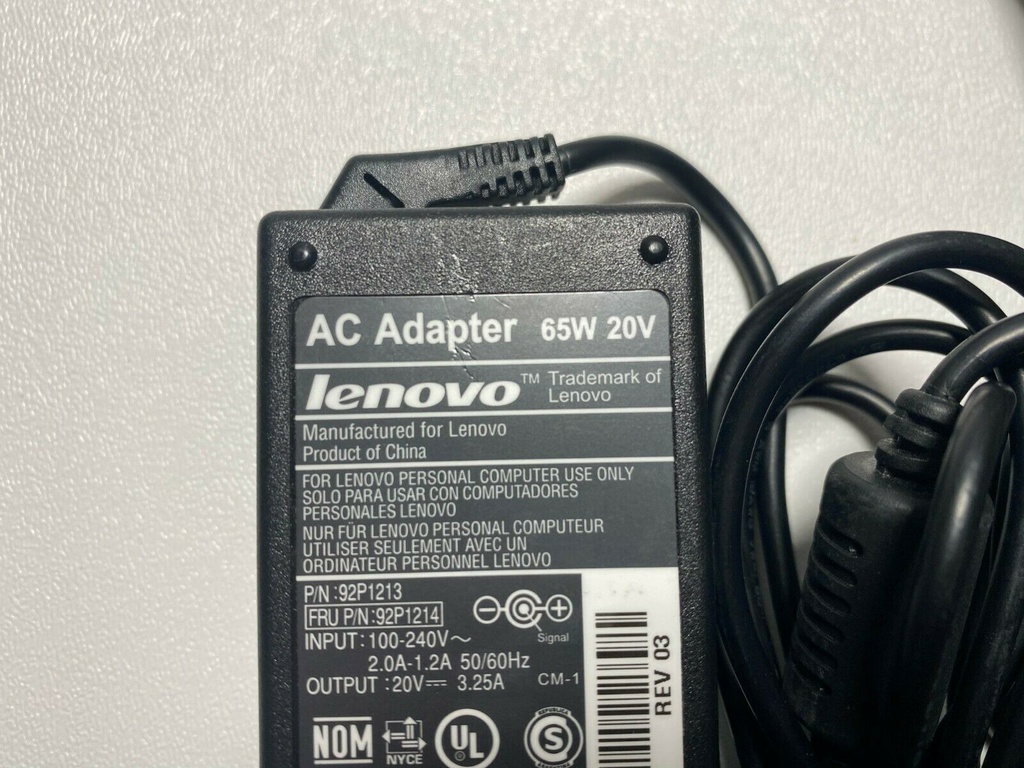 AC Adapter 65W 20V
lenovo™ Trademark of
Lenovo
Manufactured for Lenovo
Product of China
FOR LENOVO PERSONAL COMPUTER USE ONLY
SOLO PARA USAR CON COMPUTADORES
PERSONALES LENOVO
NUR FÜR LENOVO PERSONAL COMPUTEUR
UTILISER SEULEMENT AVEC UN
ORDINATEUR PERSONNEL LENOVO
P/N :92P1213
FRU P/N:92P1214
Signal
INPUT : 100-240V~
2.0A-1.2A 50/60Hz
OUTPUT : 20V⎓ 3.25A CM-1
REV 03
NOM
NYCE
UL
REPUBLICA
S